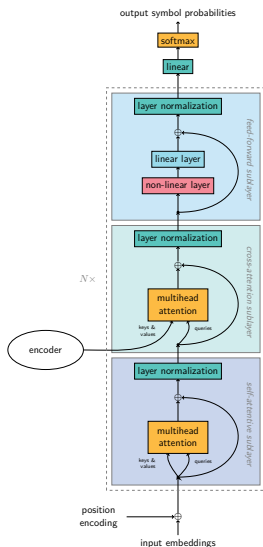 output symbol probabilities
softmax
linear
layer normalization
linear layer
non-linear layer
feed-forward sublayer
layer normalization
multihead
attention
keys &
values
queries
cross-attention sublayer
N×
encoder
layer normalization
multihead
attention
keys &
values
queries
self-attentive sublayer
position
encoding
input embeddings